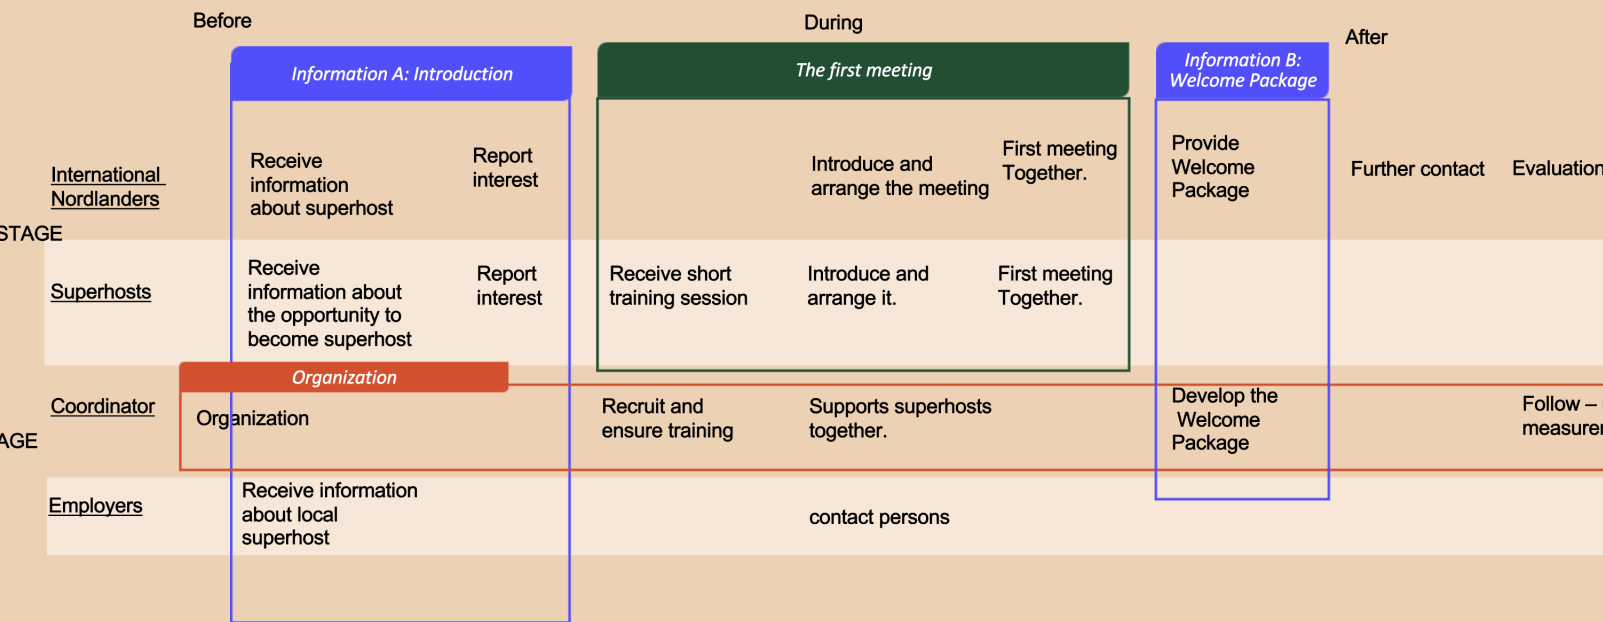 Before
During
After
Information A: Introduction
The first meeting
Information B:
Welcome Package
International
Nordlanders
Receive
information
about superhost
Report
interest
Introduce and
arrange the meeting
First meeting
Together.
Provide
Welcome
Package
Further contact
Evaluation
STAGE
Superhosts
Receive
information about
the opportunity to
become superhost
Report
interest
Receive short
training session
Introduce and
arrange it.
First meeting
Together.
Organization
Coordinator
Organization
Recruit and
ensure training
Supports superhosts
together.
Develop the
Welcome
Package
Follow –
measure
AGE
Employers
Receive information
about local
superhost
contact persons